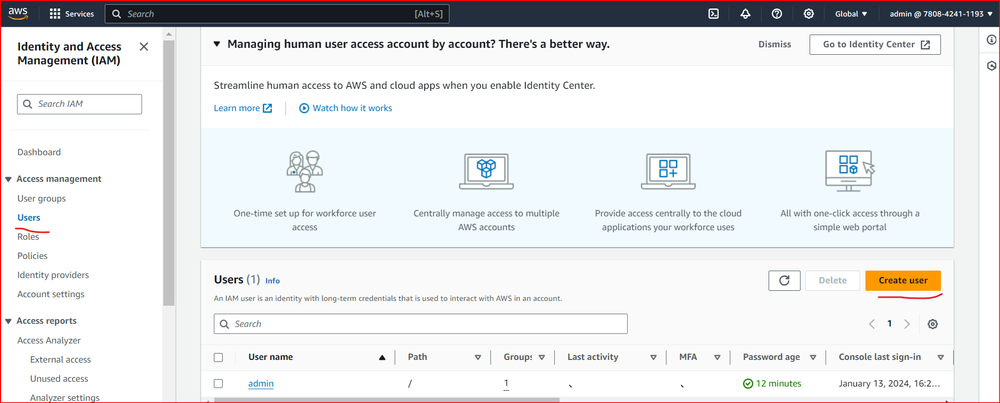 aws
Services
Search
[Alt+S]
Global
admin @ 7808-4241-1193
Identity and Access
Management (IAM)
Search IAM
Dashboard
Access management
User groups
Users
Roles
Policies
Identity providers
Account settings
Access reports
Access Analyzer
External access
Unused access
Analyzer settings
Managing human user access account by account? There's a better way.
Dismiss
Go to Identity Center
Streamline human access to AWS and cloud apps when you enable Identity Center.
Learn more
Watch how it works
One-time set up for workforce user
access
Centrally manage access to multiple
AWS accounts
Provide access centrally to the cloud
applications your workforce uses
All with one-click access through a
simple web portal
Users (1) Info
Delete
Create user
An IAM user is an identity with long-term credentials that is used to interact with AWS in an account.
Search
1
User name
Path
Groups
Last activity
MFA
Password age
Console last sign-in
admin
/
1
12 minutes
January 13, 2024, 16:2...